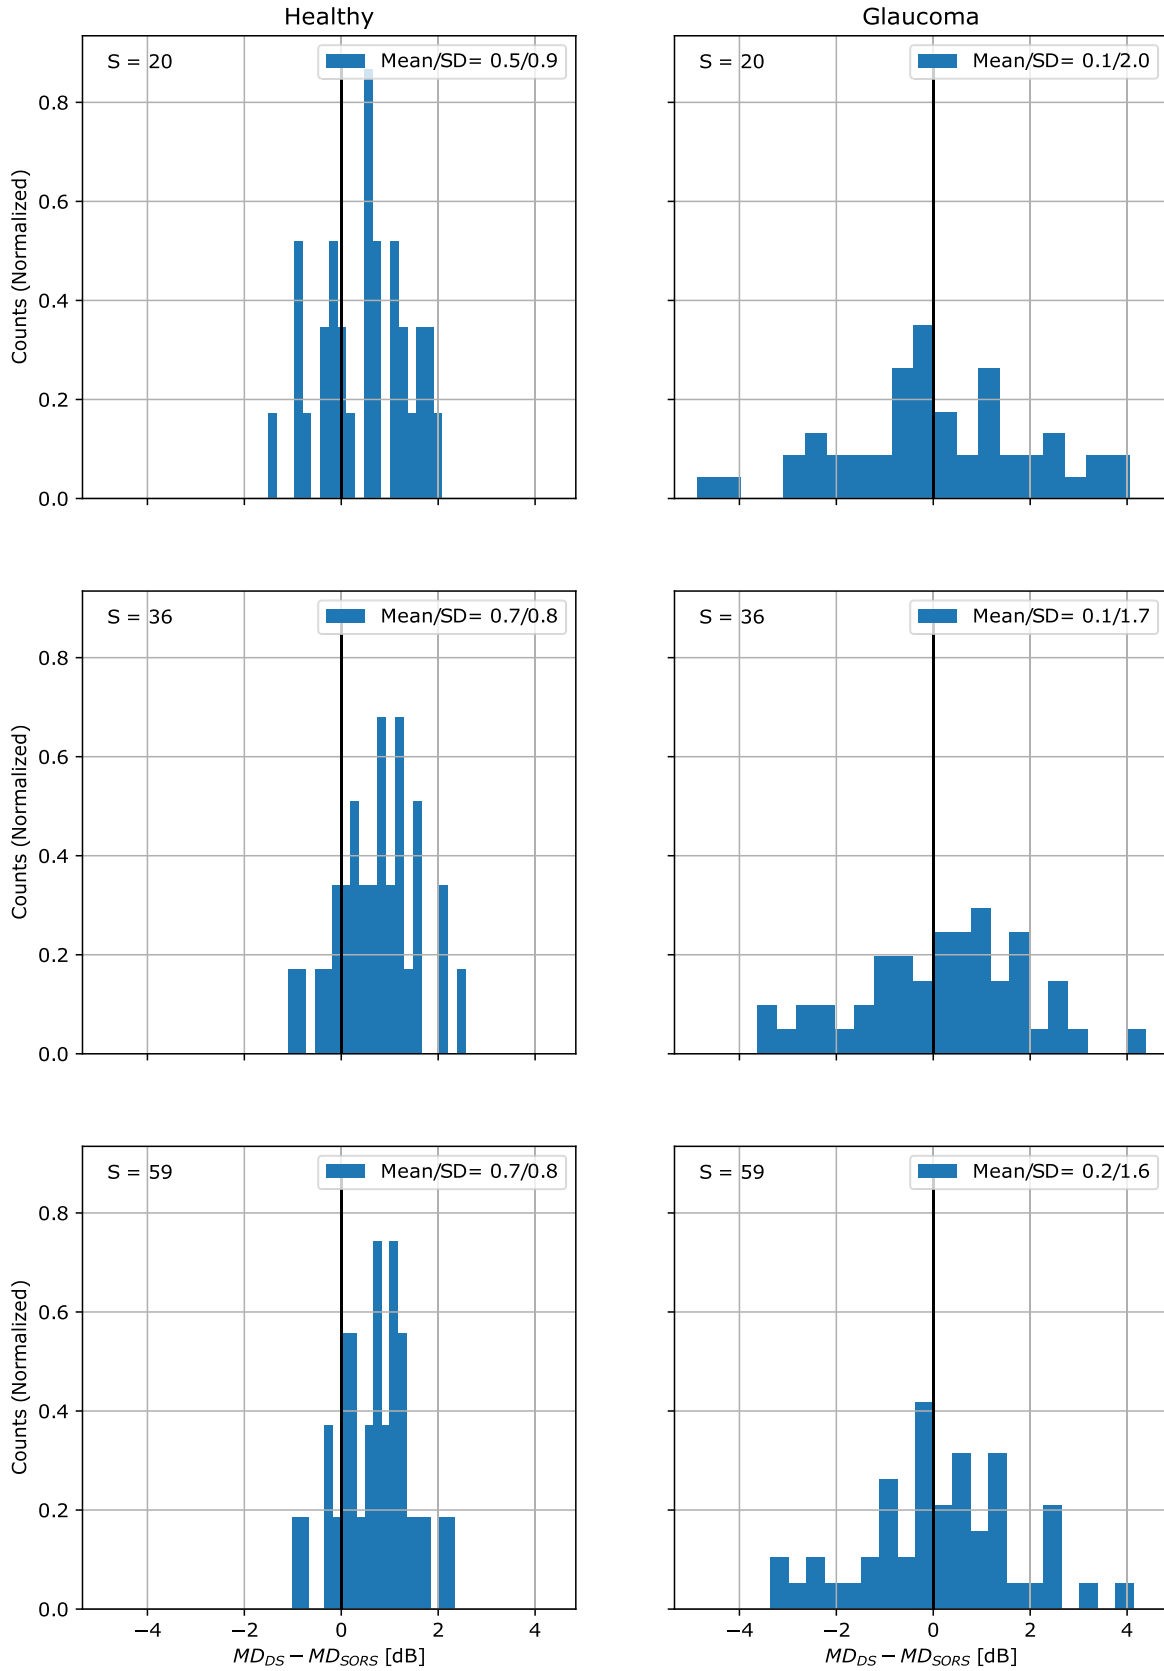 Healthy
Glaucoma
S = 20
Mean/SD= 0.5/0.9
S = 20
Mean/SD= 0.1/2.0
0.8
0.6
0.4
0.2
0.0
Counts (Normalized)
S = 36
Mean/SD= 0.7/0.8
S = 36
Mean/SD= 0.1/1.7
0.8
0.6
0.4
0.2
0.0
Counts (Normalized)
S = 59
Mean/SD= 0.7/0.8
S = 59
Mean/SD= 0.2/1.6
0.8
0.6
0.4
0.2
0.0
Counts (Normalized)
−4 −2 0 2 4
−4 −2 0 2 4
MD_DS − MD_SORS [dB]
MD_DS − MD_SORS [dB]